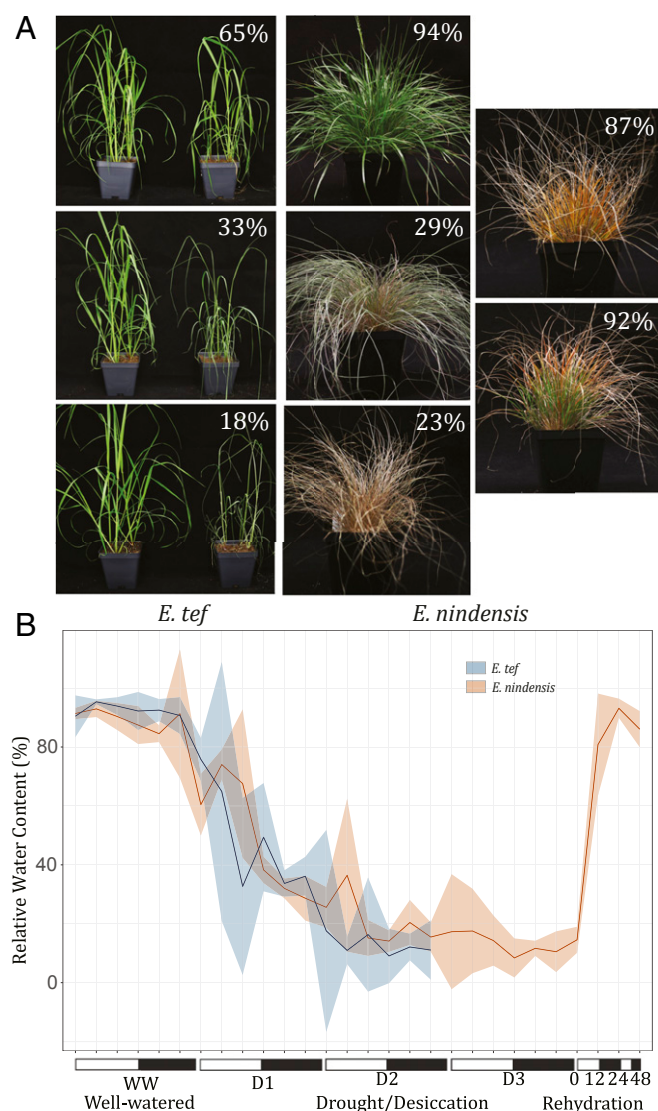 A
65%
94%
87%
33%
29%
92%
18%
23%
E. tef
E. nindensis
B
E. tef
E. nindensis
Relative Water Content (%)
80
40
0
WW
D1
D2
D3
0 12 24 48
Well-watered
Drought/Desiccation
Rehydration